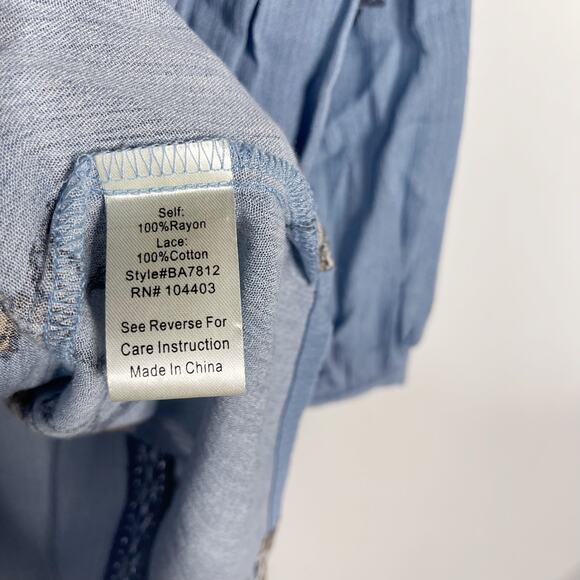 Self:
100%Rayon
Lace:
100%Cotton
Style#BA7812
RN# 104403
See Reverse For
Care Instruction
Made In China